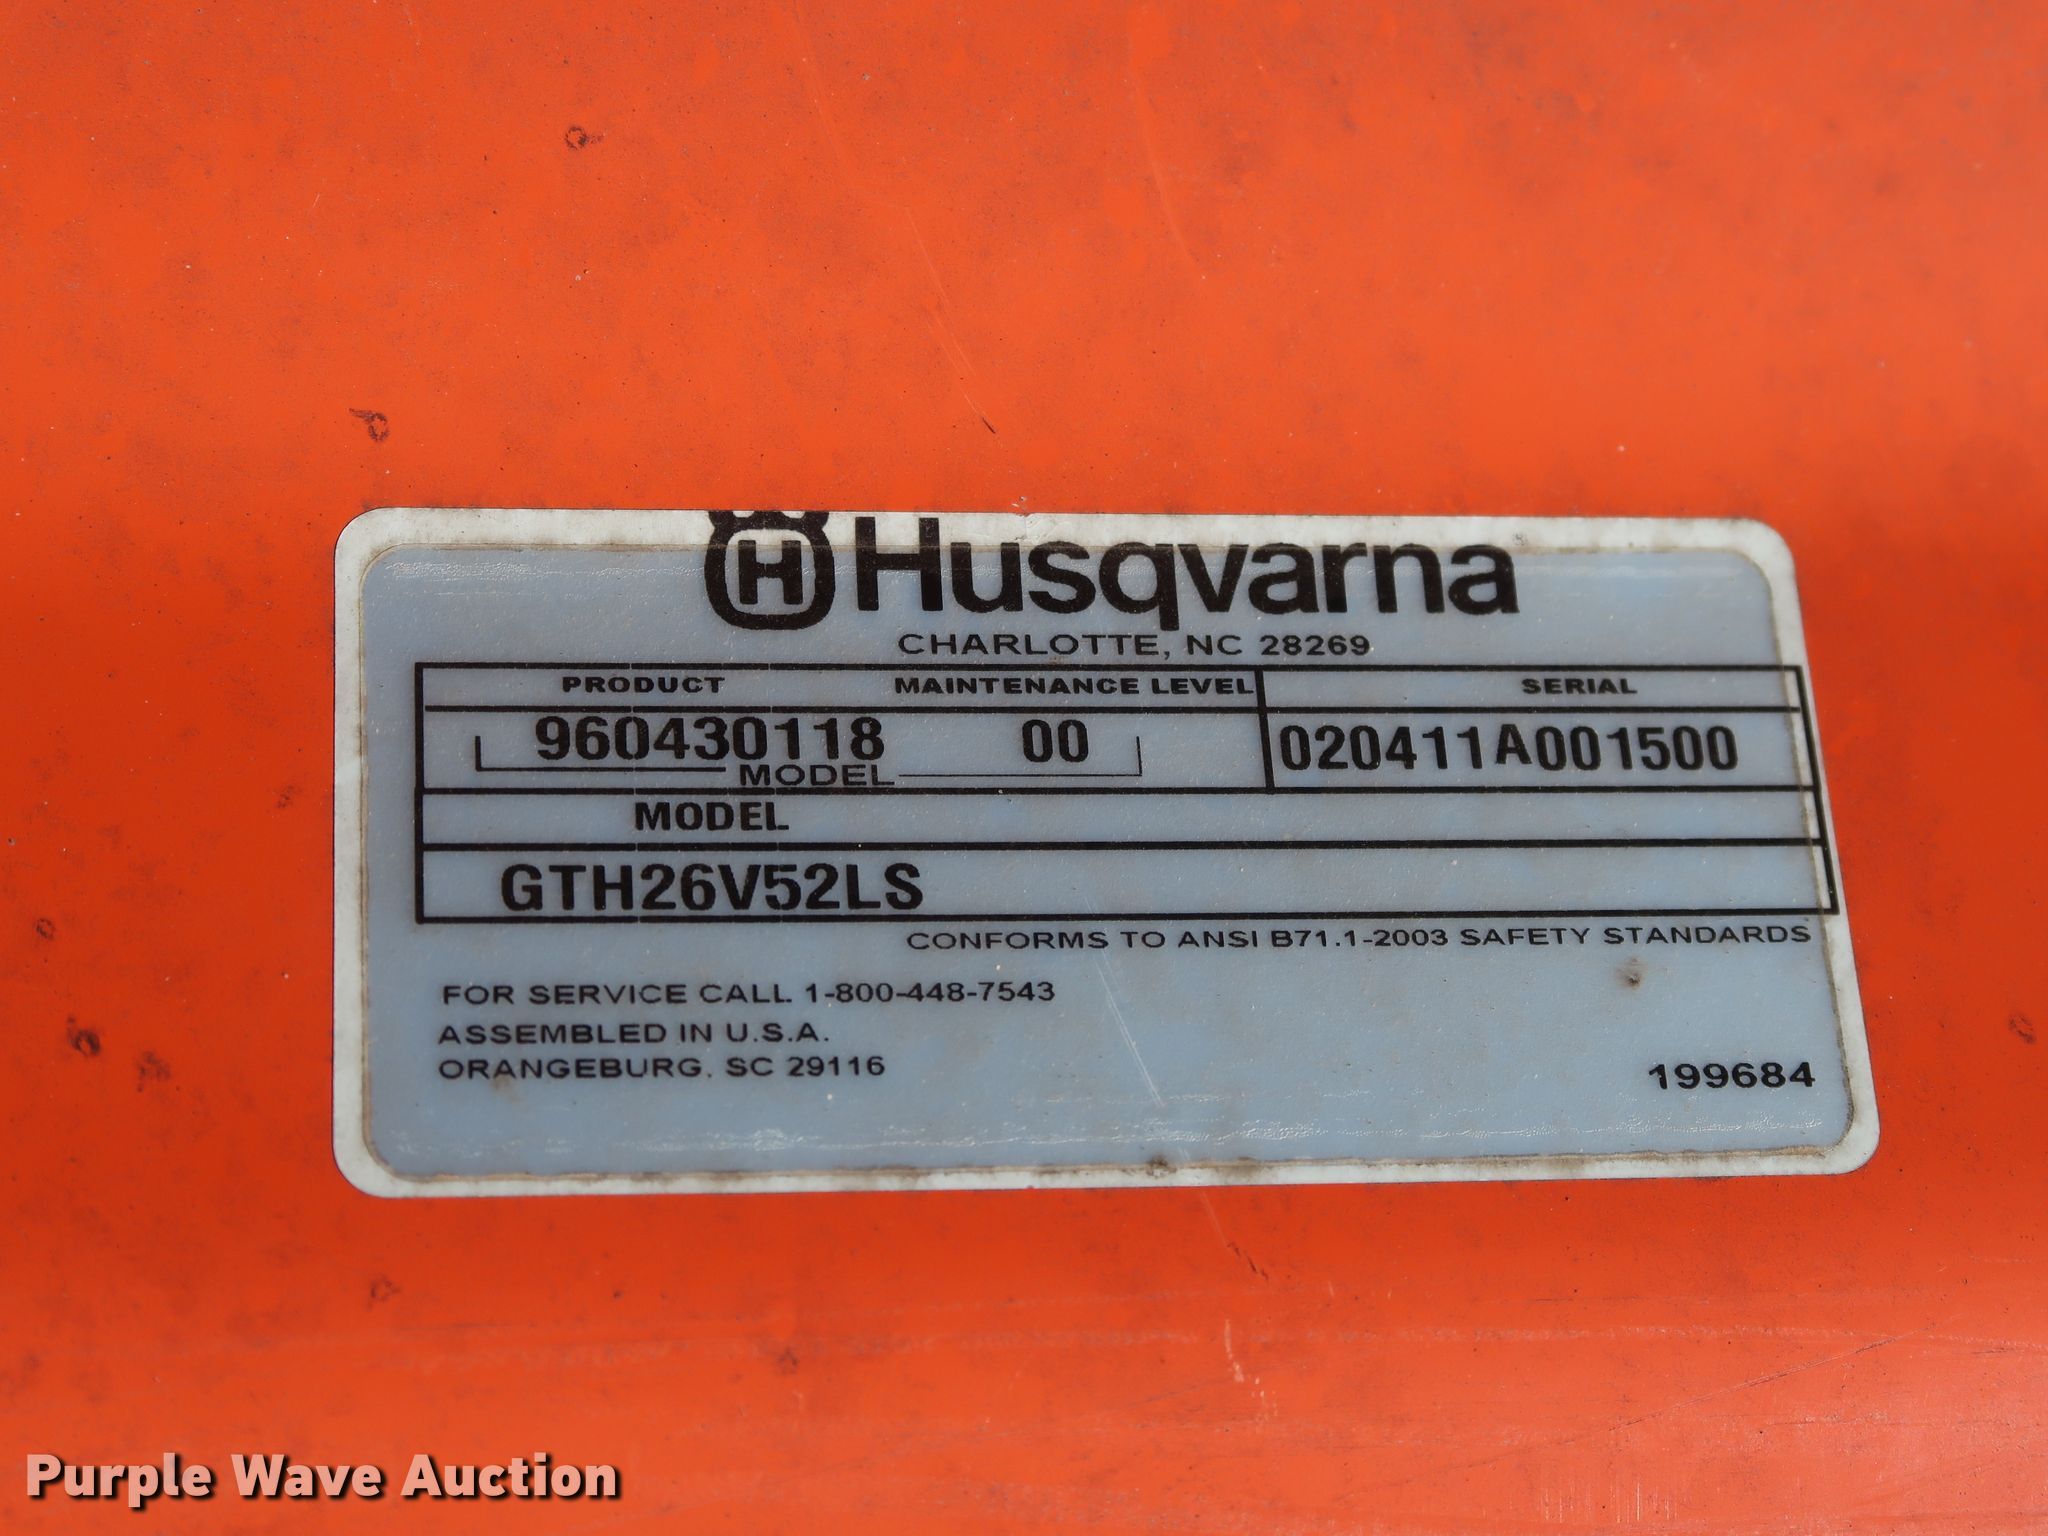 H Husqvarna
CHARLOTTE, NC 28269
PRODUCT MAINTENANCE LEVEL SERIAL
960430118 00 020411A001500
MODEL
MODEL
GTH26V52LS
CONFORMS TO ANSI B71.1-2003 SAFETY STANDARDS
FOR SERVICE CALL 1-800-448-7543
ASSEMBLED IN U.S.A.
ORANGEBURG. SC 29116
199684
Purple Wave Auction